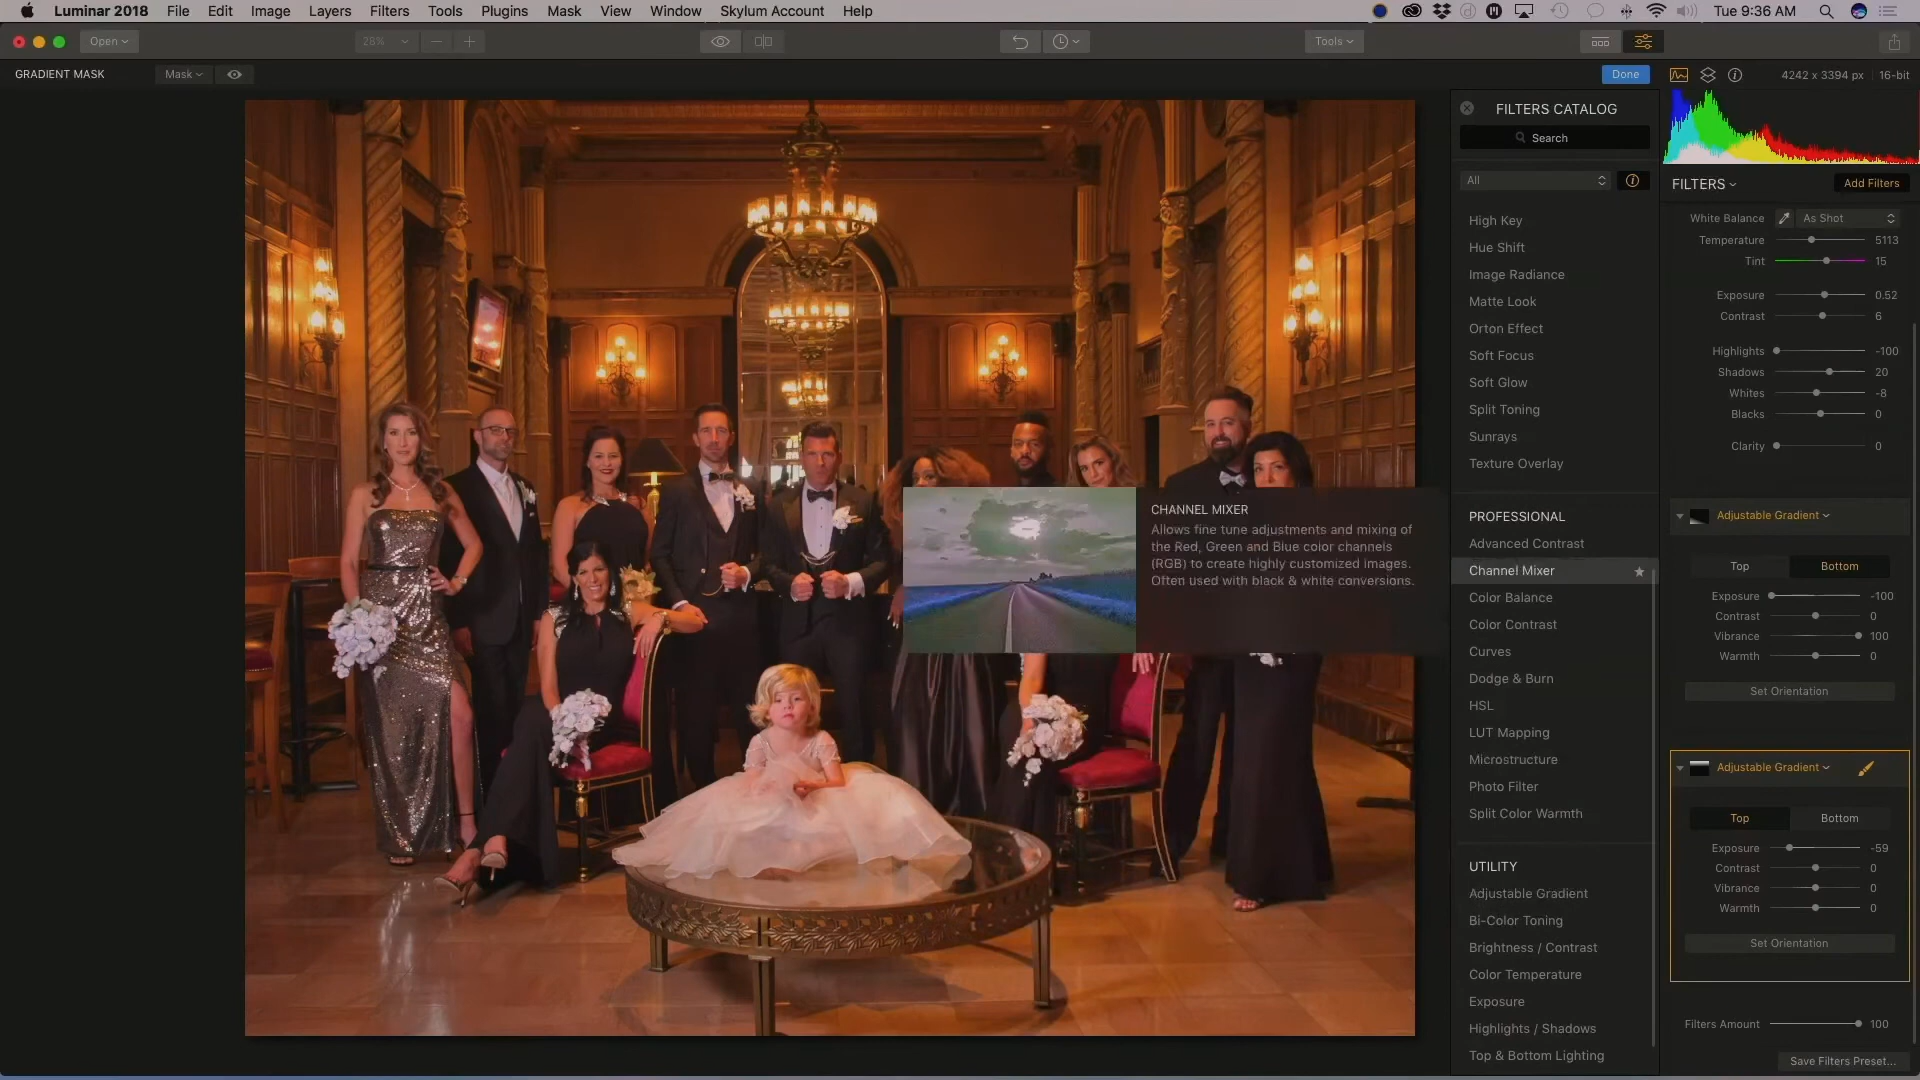 Luminar 2018 File Edit Image Layers Filters Tools Plugins Mask View Window Skylum Account Help Tue 9:36 AM
Open 28% Tools
GRADIENT MASK Mask Done 4242 x 3394 px 16-bit
FILTERS CATALOG
Search
All
High Key
Hue Shift
Image Radiance
Matte Look
Orton Effect
Soft Focus
Soft Glow
Split Toning
Sunrays
Texture Overlay
PROFESSIONAL
Advanced Contrast
Channel Mixer
Color Balance
Color Contrast
Curves
Dodge & Burn
HSL
LUT Mapping
Microstructure
Photo Filter
Split Color Warmth
UTILITY
Adjustable Gradient
Bi-Color Toning
Brightness / Contrast
Color Temperature
Exposure
Highlights / Shadows
Top & Bottom Lighting
CHANNEL MIXER
Allows fine tune adjustments and mixing of
the Red, Green and Blue color channels
(RGB) to create highly customized images.
Often used with black & white conversions.
FILTERS Add Filters
White Balance As Shot
Temperature 5113
Tint 15
Exposure 0.52
Contrast 6
Highlights -100
Shadows 20
Whites -8
Blacks 0
Clarity 0
Adjustable Gradient
Top Bottom
Exposure -100
Contrast 0
Vibrance 100
Warmth 0
Set Orientation
Adjustable Gradient
Top Bottom
Exposure -59
Contrast 0
Vibrance 0
Warmth 0
Set Orientation
Filters Amount 100
Save Filters Preset...